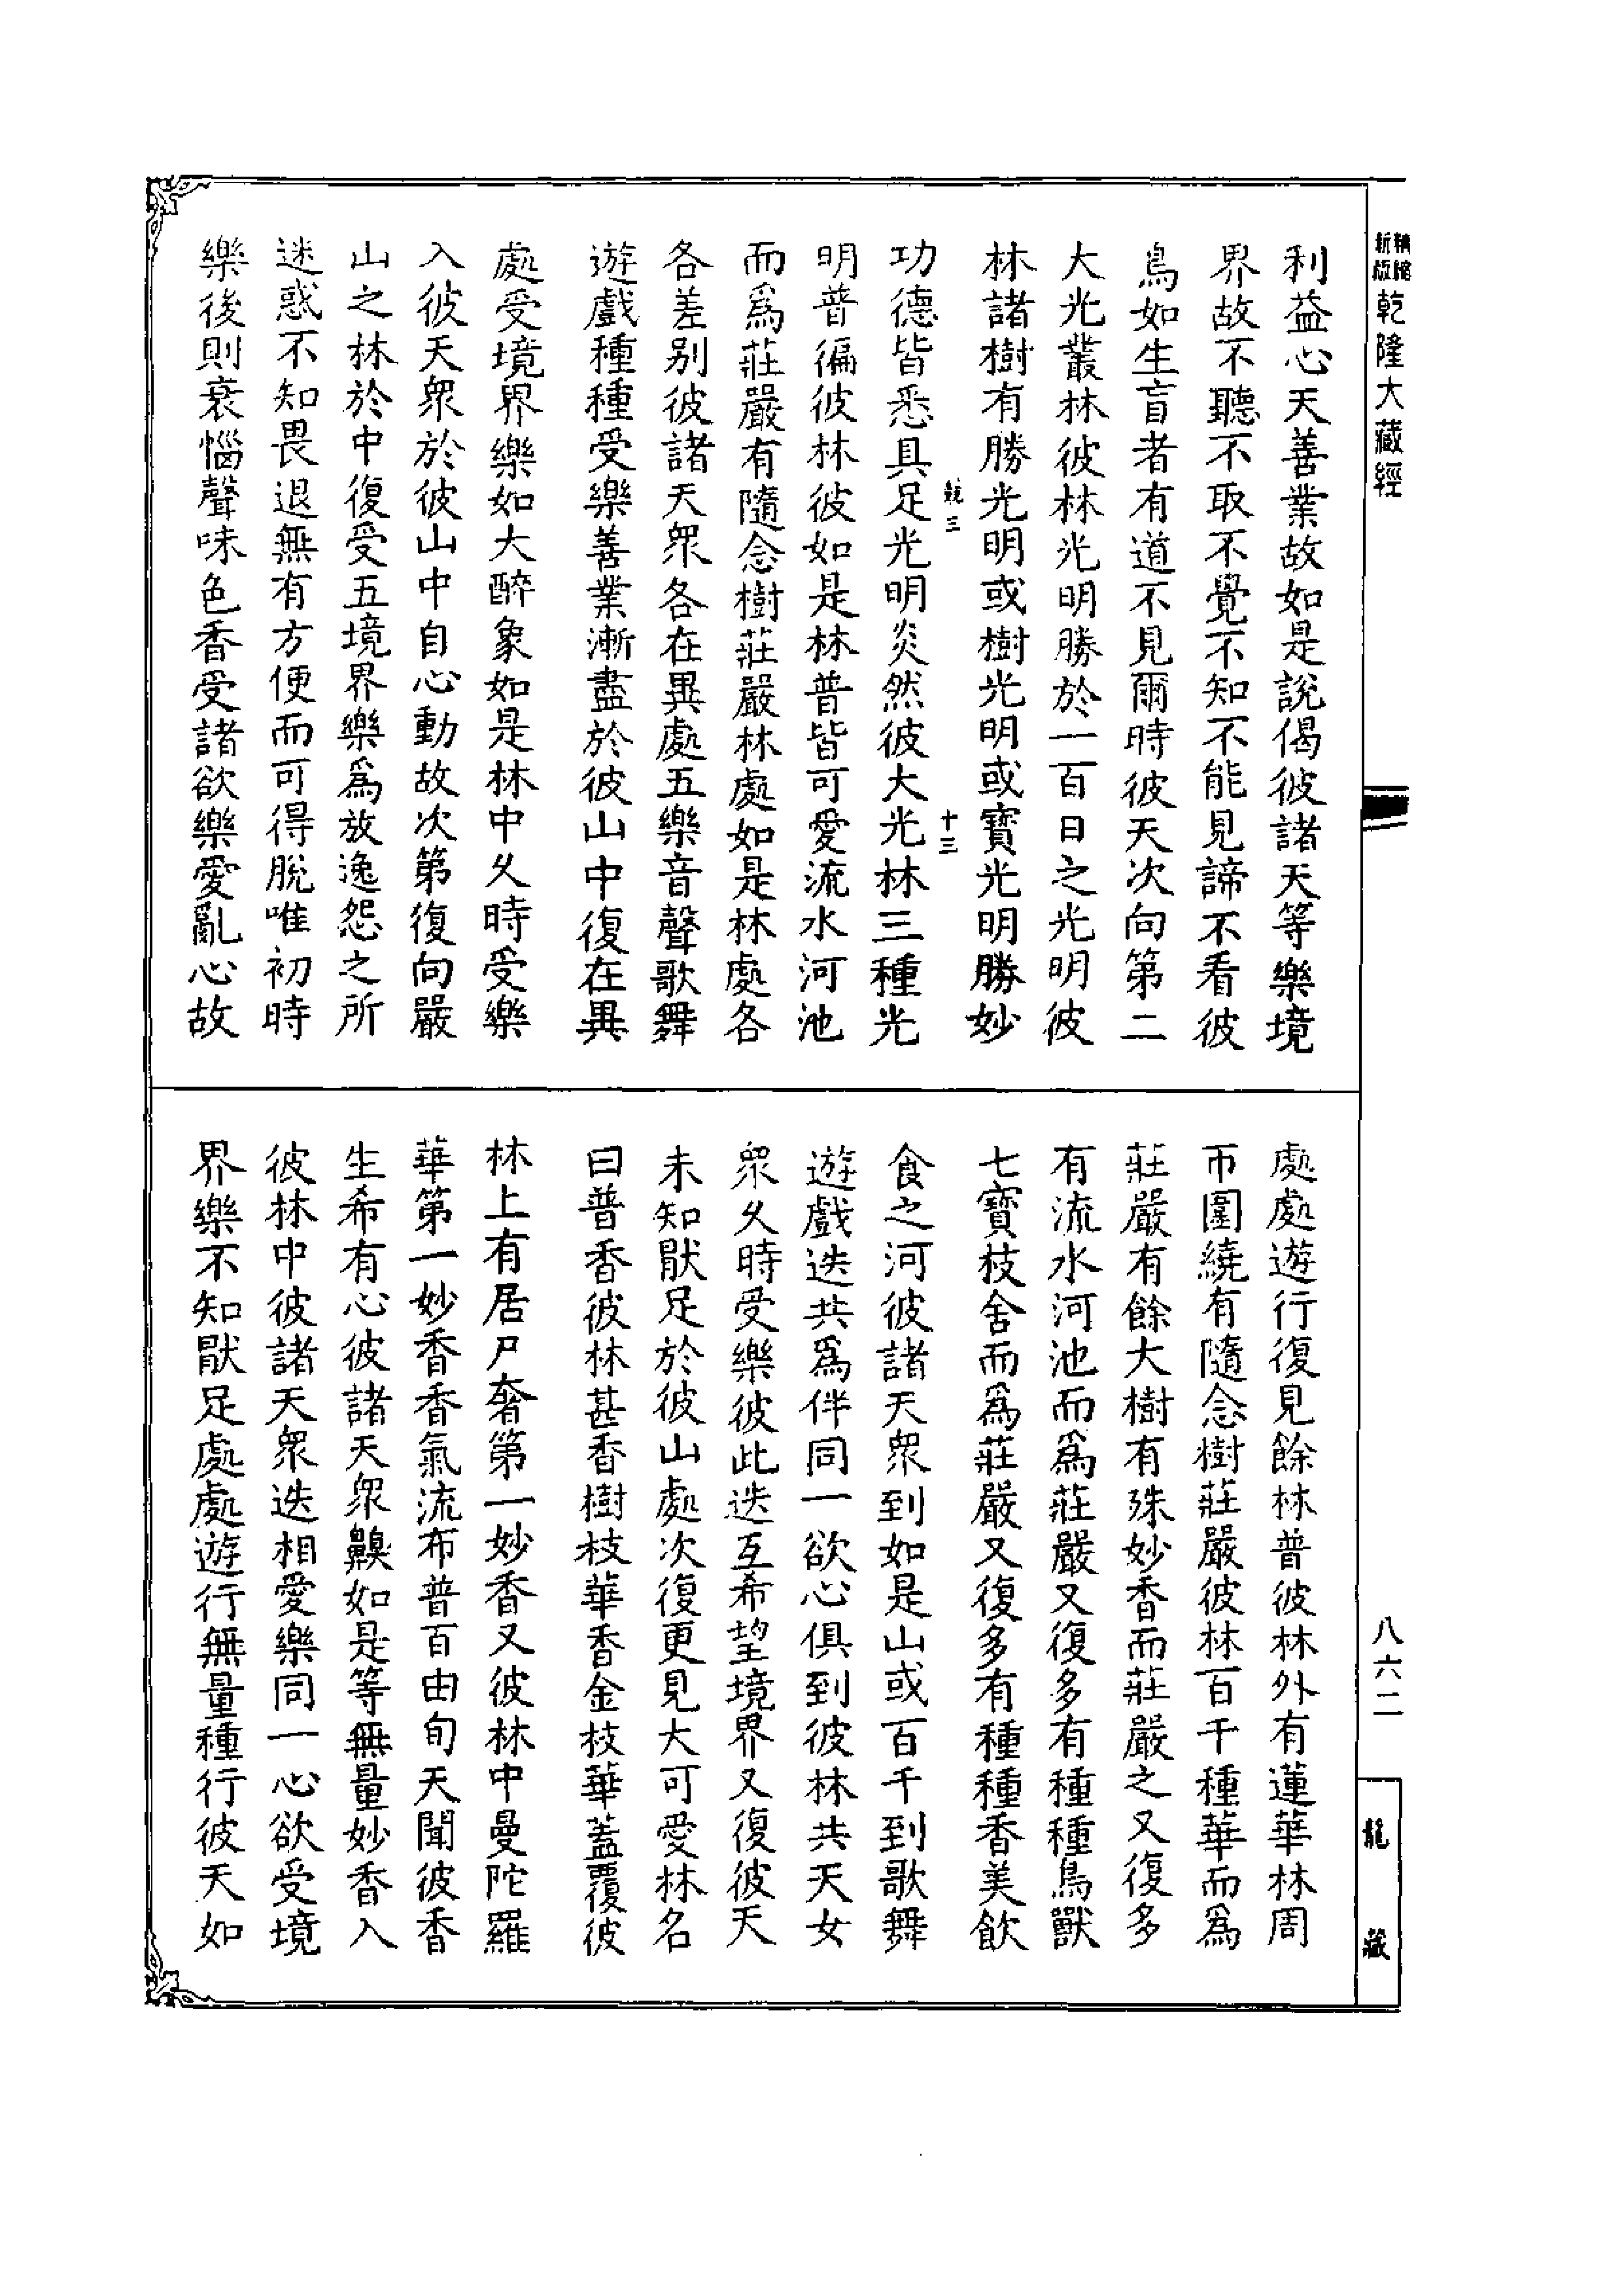 精縮
新版
乾隆大藏經
八六二
龍藏
利益心天善業故如是說偈彼諸天等樂境
界故不聽不取不覺不知不能見諦不看彼
鳥如生盲者有道不見爾時彼天次向第二
大光叢林彼林光明勝於一百日之光明彼
林諸樹有勝光明或樹光明或寶光明勝妙
競三
十三
功德皆悉具足光明炎然彼大光林三種光
明普徧彼林彼如是林普皆可愛流水河池
而爲莊嚴有隨念樹莊嚴林處如是林處各
各差別彼諸天眾各在異處五樂音聲歌舞
遊戲種種受樂善業漸盡於彼山中復在異
處受境界樂如大醉象如是林中久時受樂
入彼天眾於彼山中自心動故次第復向嚴
山之林於中復受五境界樂爲放逸怨之所
迷惑不知畏退無有方便而可得脫唯初時
樂後則衰惱聲味色香受諸欲樂愛亂心故
處處遊行復見餘林普彼林外有蓮華林周
帀圍繞有隨念樹莊嚴彼林百千種華而爲
莊嚴有餘大樹有殊妙香而莊嚴之又復多
有流水河池而爲莊嚴又復多有種種鳥獸
七寶枝舍而爲莊嚴又復多有種種香美飲
食之河彼諸天眾到如是山或百千到歌舞
遊戲迭共爲伴同一欲心俱到彼林共天女
眾久時受樂彼此迭互希望境界又復彼天
未知猒足於彼山處次復更見大可愛林名
曰普香彼林甚香樹枝華香金枝華蓋覆彼
林上有居尸奢第一妙香又彼林中曼陀羅
華第一妙香香氣流布普百由旬天聞彼香
生希有心彼諸天眾齅如是等無量妙香入
彼林中彼諸天眾迭相愛樂同一心欲受境
界樂不知猒足處處遊行無量種行彼天如